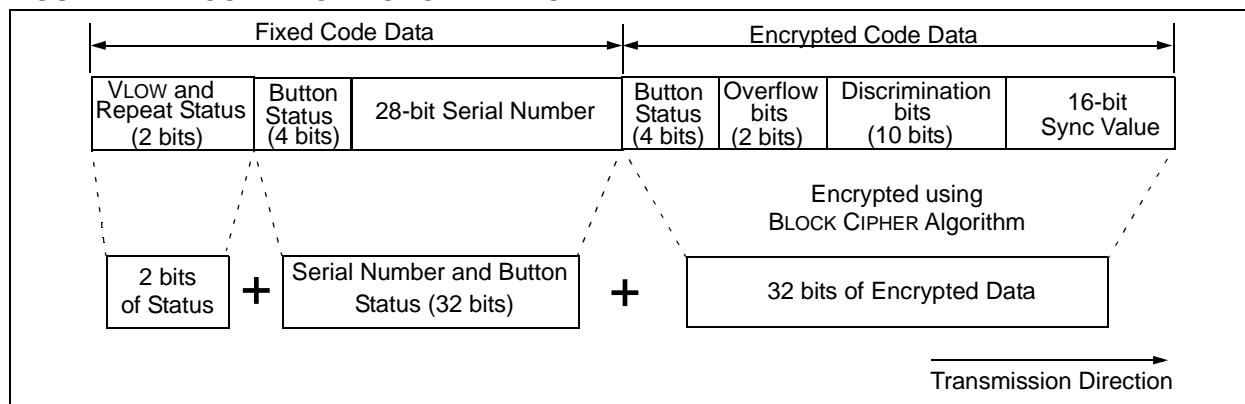 Fixed Code Data
Encrypted Code Data
VLOW and
Repeat Status
(2 bits)
Button
Status
(4 bits)
28-bit Serial Number
Button
Status
(4 bits)
Overflow
bits
(2 bits)
Discrimination
bits
(10 bits)
16-bit
Sync Value
Encrypted using
BLOCK CIPHER Algorithm
2 bits
of Status
+
Serial Number and Button
Status (32 bits)
+
32 bits of Encrypted Data
Transmission Direction